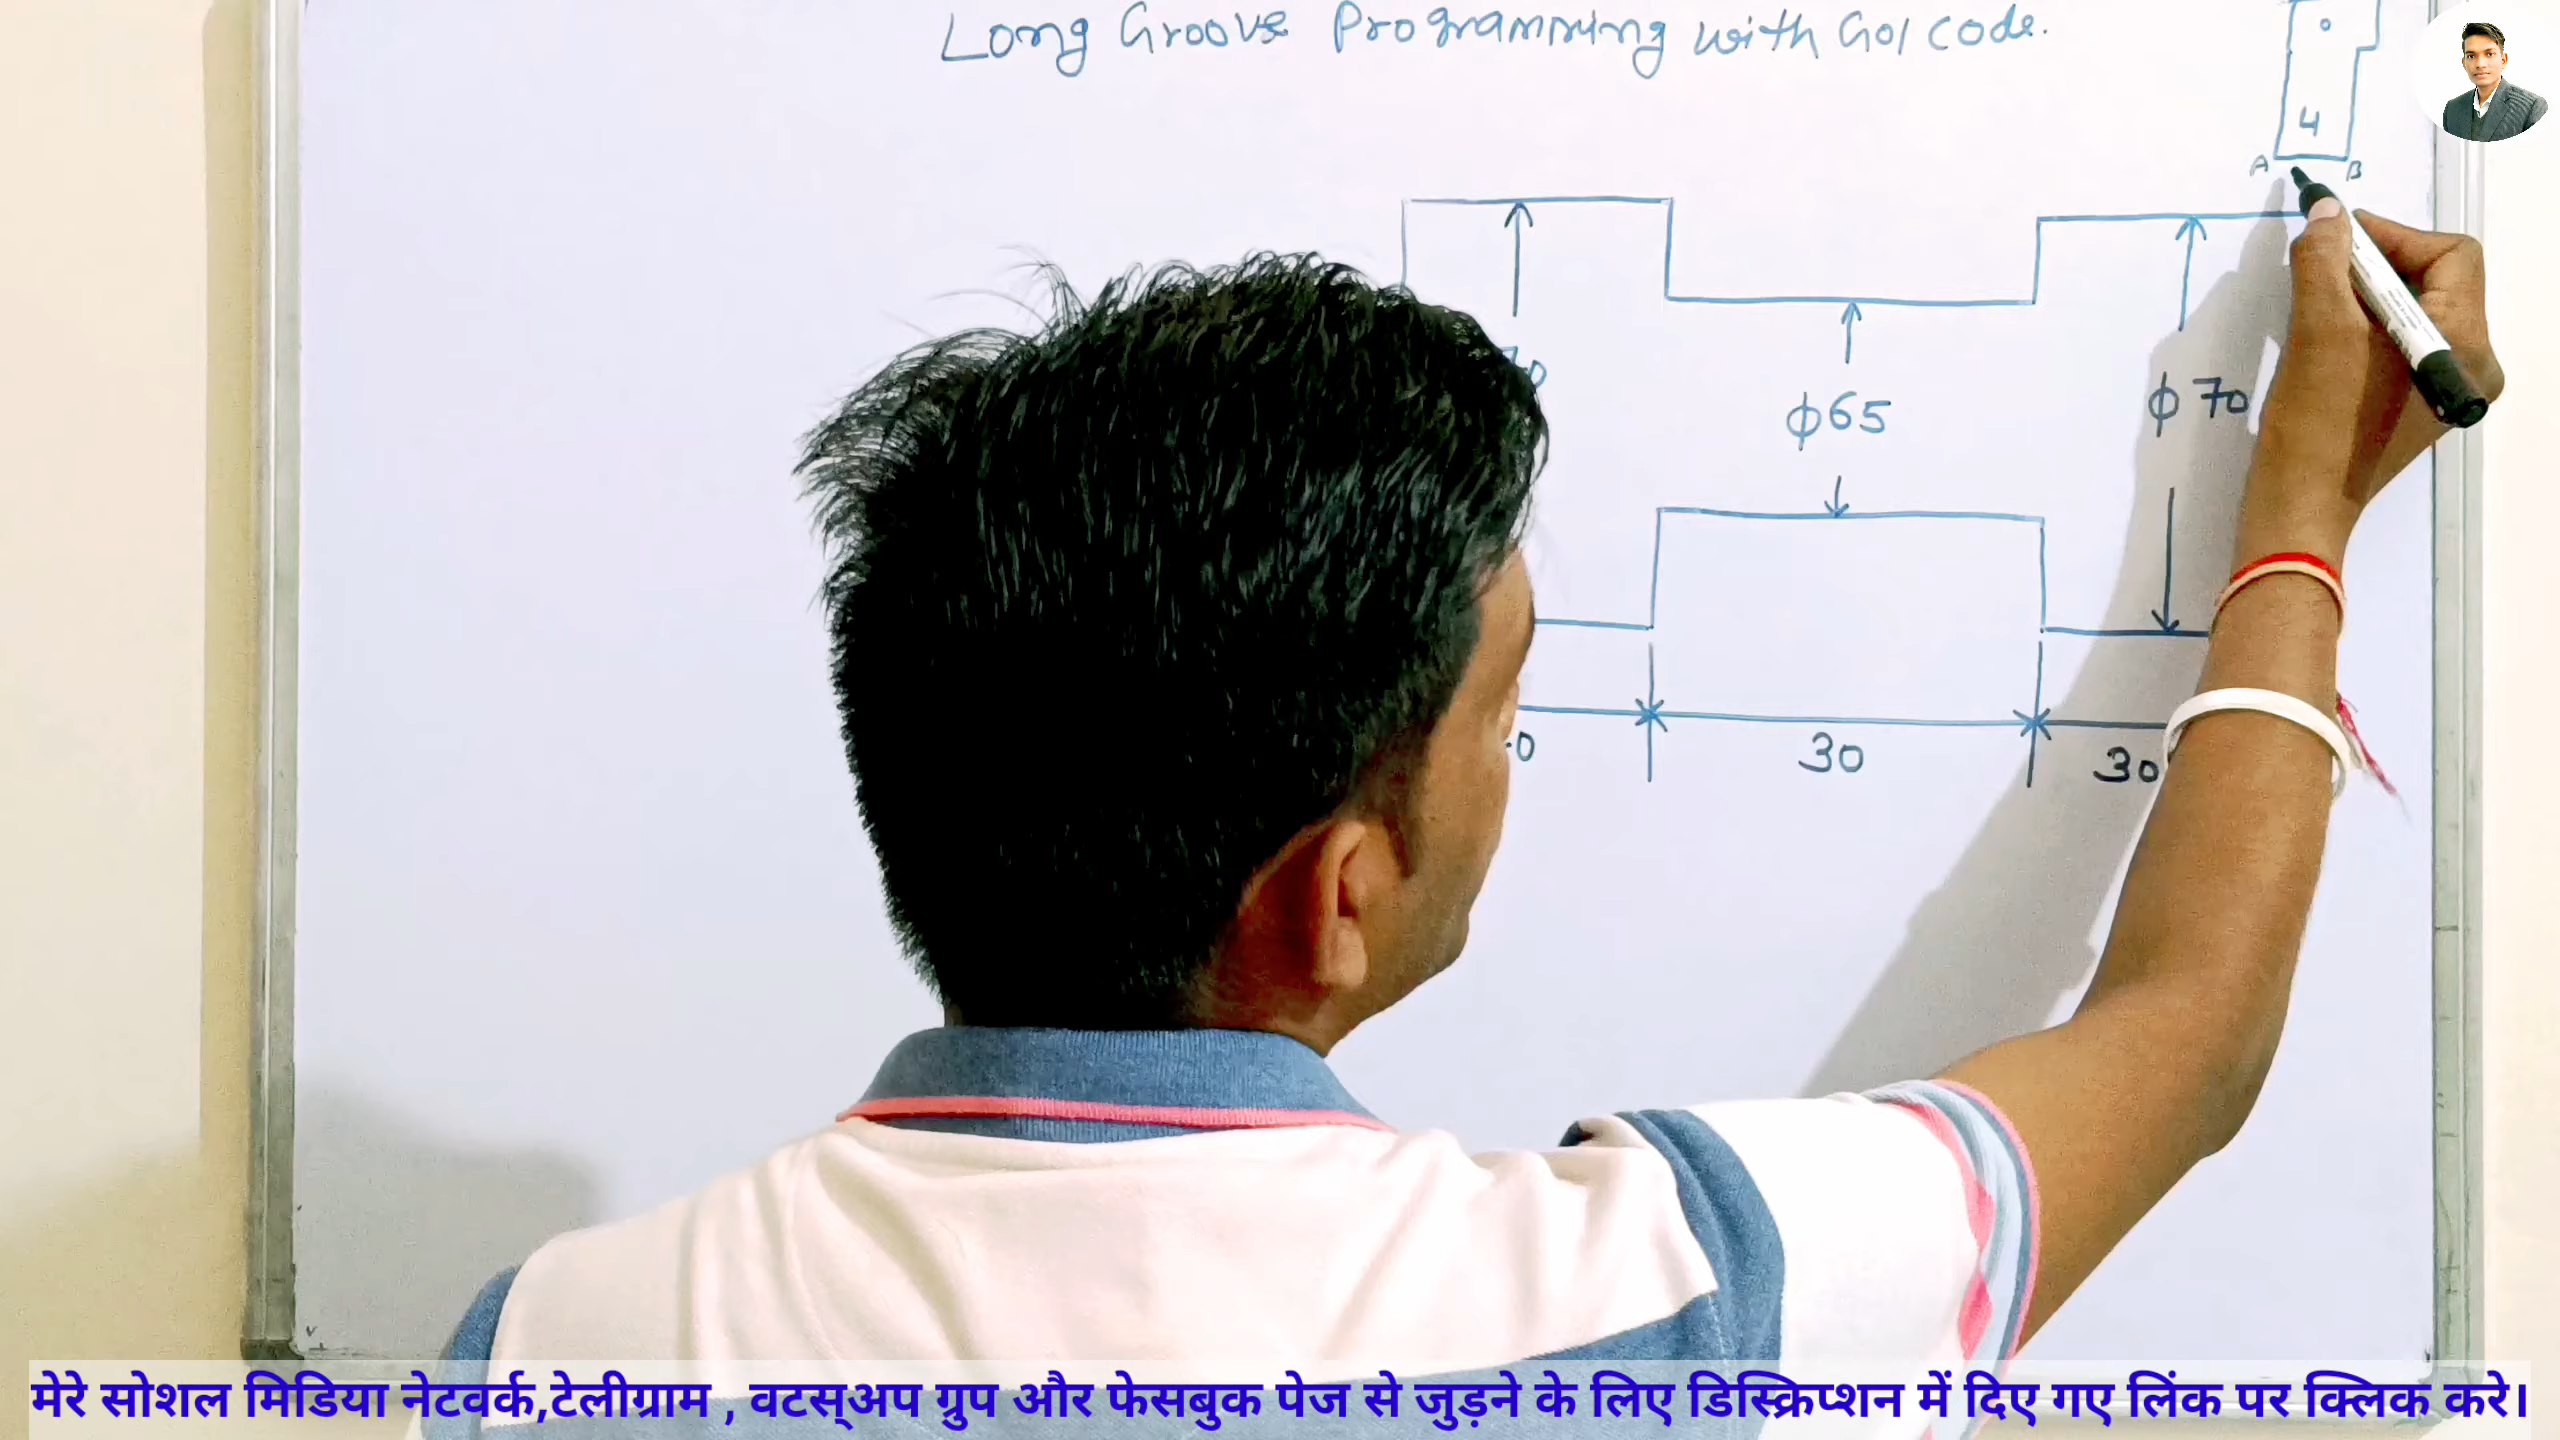 Long Groove Programming with G01 code.
4
A B
φ65
φ 70
30
30
मेरे सोशल मिडिया नेटवर्क,टेलीग्राम , वटस्अप ग्रुप और फेसबुक पेज से जुड़ने के लिए डिस्क्रिप्शन में दिए गए लिंक पर क्लिक करे।